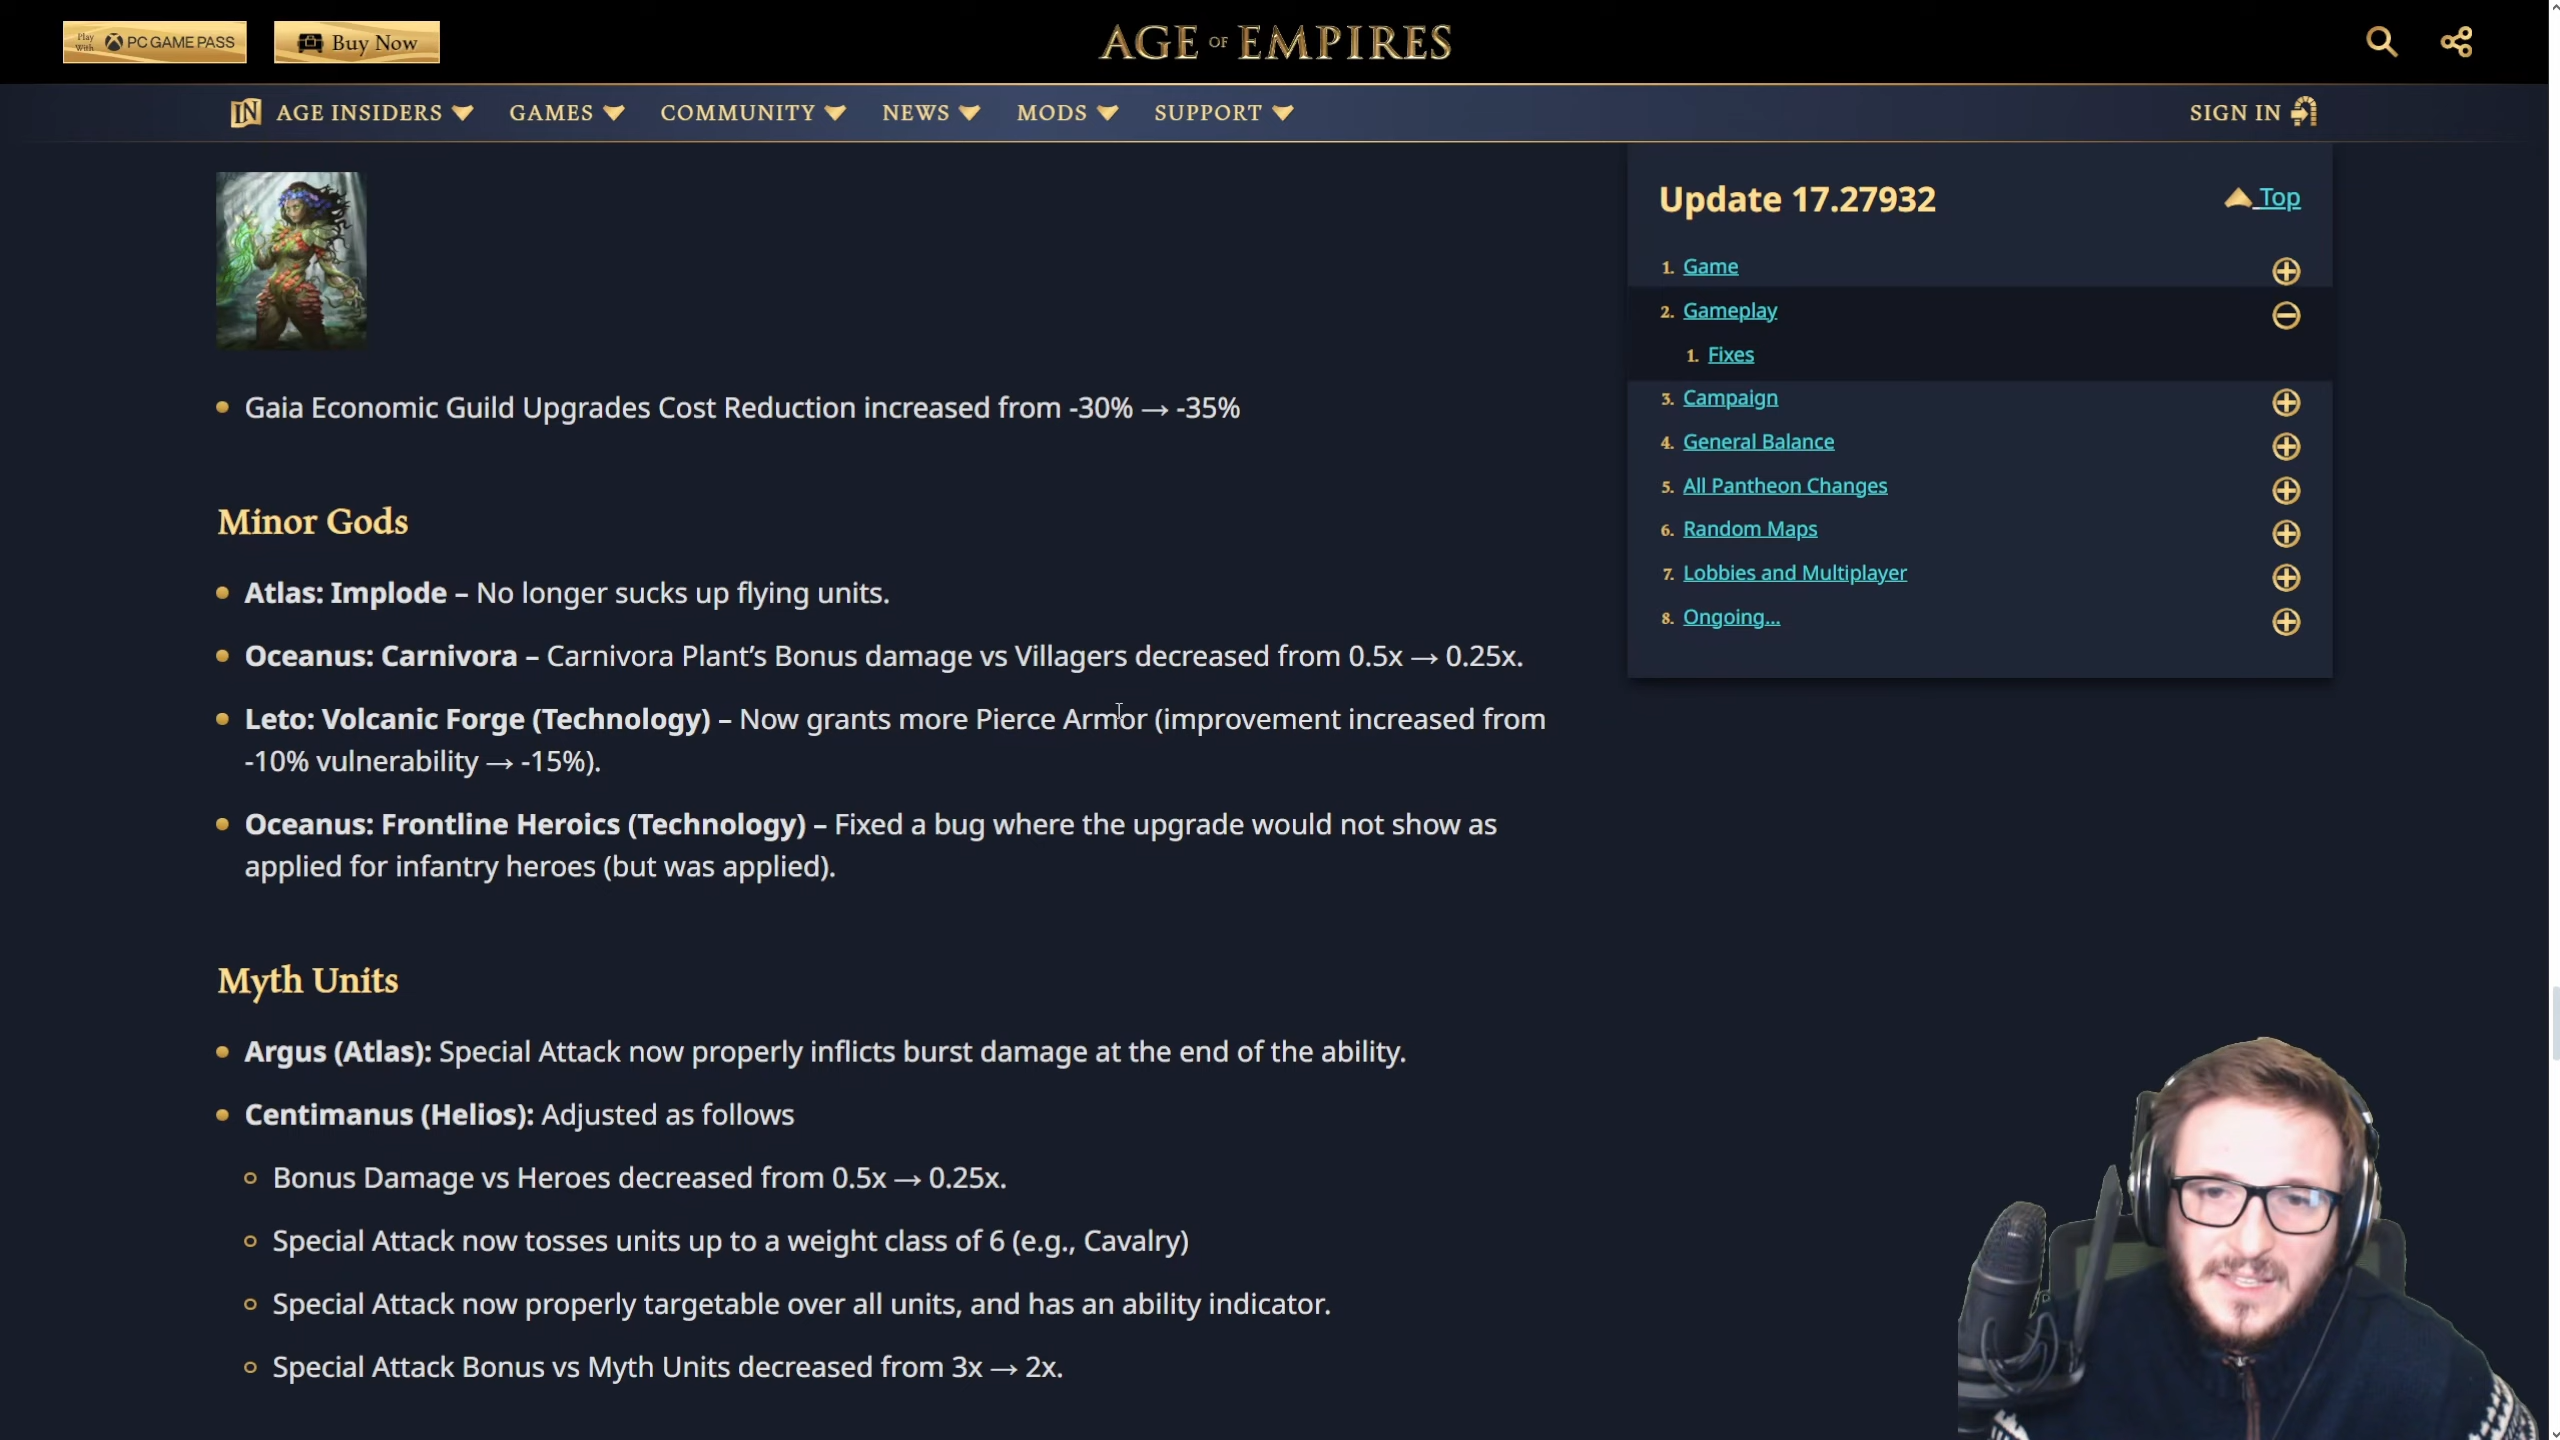 Play With PC GAME PASS
Buy Now
AGE OF EMPIRES
IN AGE INSIDERS
GAMES
COMMUNITY
NEWS
MODS
SUPPORT
SIGN IN
Gaia Economic Guild Upgrades Cost Reduction increased from -30% → -35%
Minor Gods
Atlas: Implode – No longer sucks up flying units.
Oceanus: Carnivora – Carnivora Plant’s Bonus damage vs Villagers decreased from 0.5x → 0.25x.
Leto: Volcanic Forge (Technology) – Now grants more Pierce Armor (improvement increased from
-10% vulnerability → -15%).
Oceanus: Frontline Heroics (Technology) – Fixed a bug where the upgrade would not show as
applied for infantry heroes (but was applied).
Myth Units
Argus (Atlas): Special Attack now properly inflicts burst damage at the end of the ability.
Centimanus (Helios): Adjusted as follows
Bonus Damage vs Heroes decreased from 0.5x → 0.25x.
Special Attack now tosses units up to a weight class of 6 (e.g., Cavalry)
Special Attack now properly targetable over all units, and has an ability indicator.
Special Attack Bonus vs Myth Units decreased from 3x → 2x.
Update 17.27932
Top
1. Game
2. Gameplay
1. Fixes
3. Campaign
4. General Balance
5. All Pantheon Changes
6. Random Maps
7. Lobbies and Multiplayer
8. Ongoing...